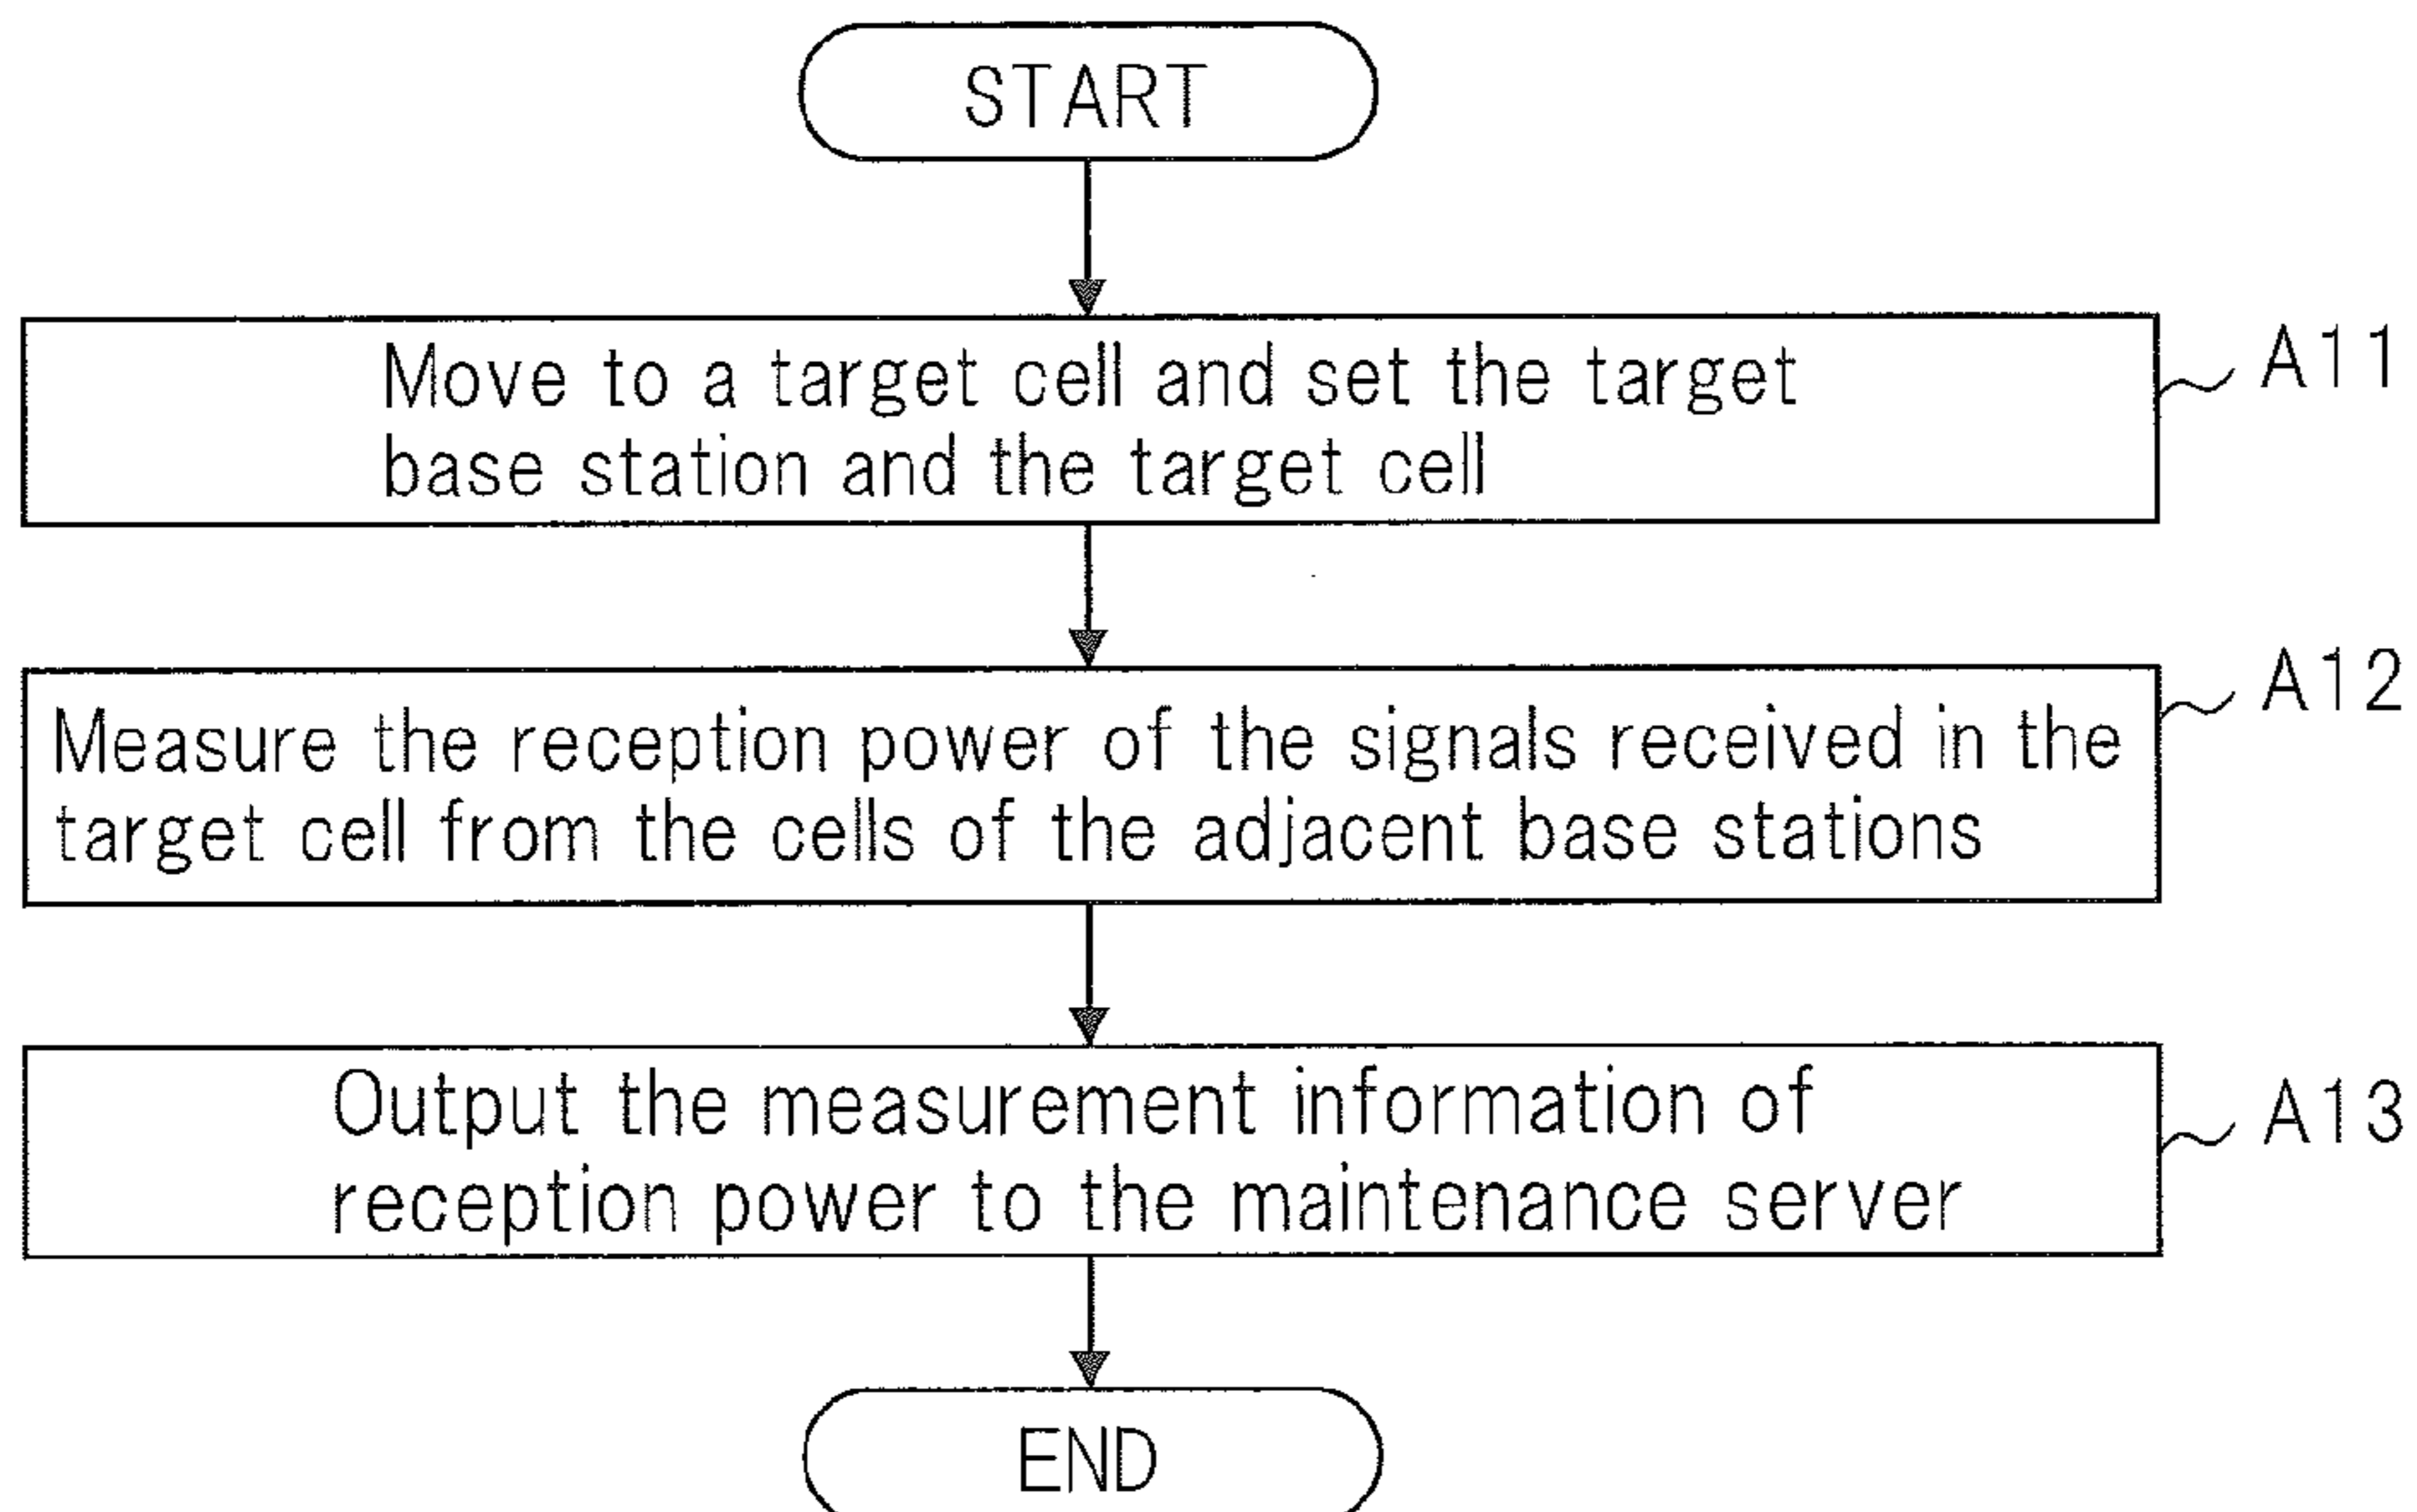 START
Move to a target cell and set the target
base station and the target cell
A11
Measure the reception power of the signals received in the
target cell from the cells of the adjacent base stations
A12
Output the measurement information of
reception power to the maintenance server
A13
END